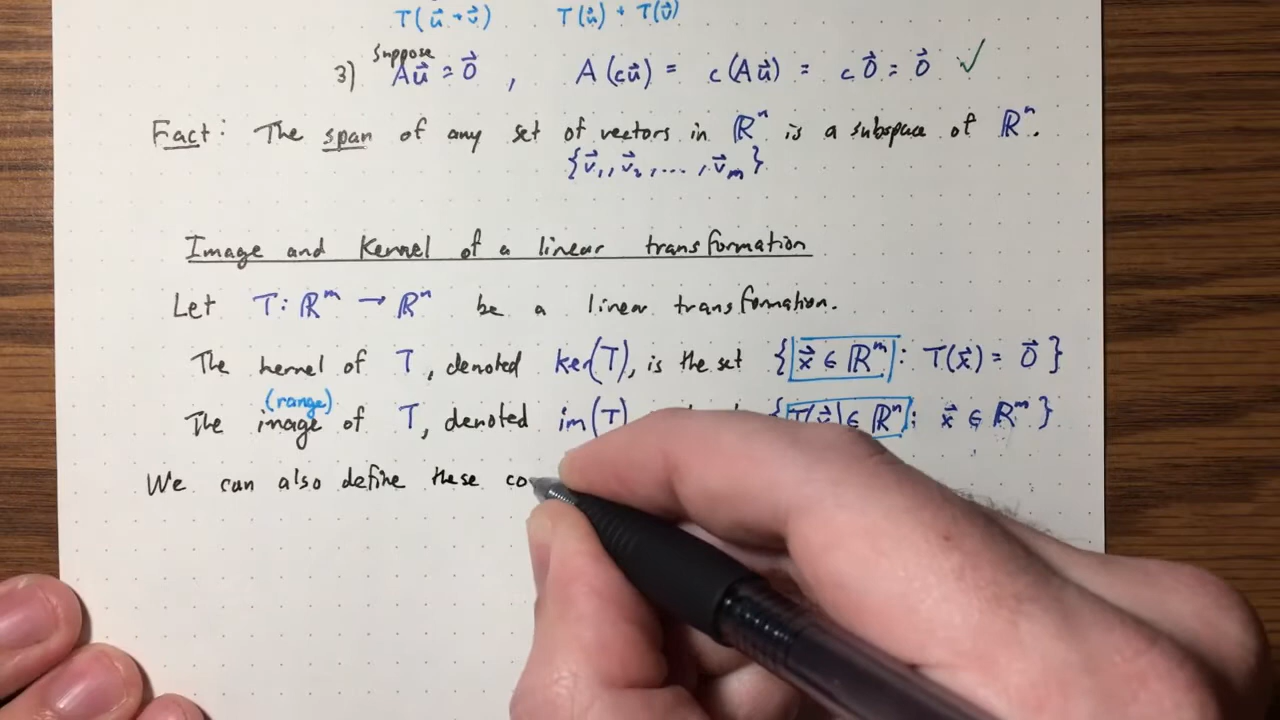 T(u⃗ + v⃗) T(u⃗) + T(v⃗)
Suppose
3) Au⃗ = 0⃗ , A(cu⃗) = c(Au⃗) = c0⃗ = 0⃗ ✓
Fact: The span of any set of vectors in ℝⁿ is a subspace of ℝⁿ.
{v⃗₁, v⃗₂, ..., v⃗ₘ}
Image and Kernel of a linear transformation
Let T: ℝᵐ → ℝⁿ be a linear transformation.
The kernel of T, denoted ker(T), is the set {x⃗ ∈ ℝᵐ : T(x⃗) = 0⃗}
(range)
The image of T, denoted im(T) {T(x⃗) ∈ ℝⁿ : x⃗ ∈ ℝᵐ}
We can also define these co